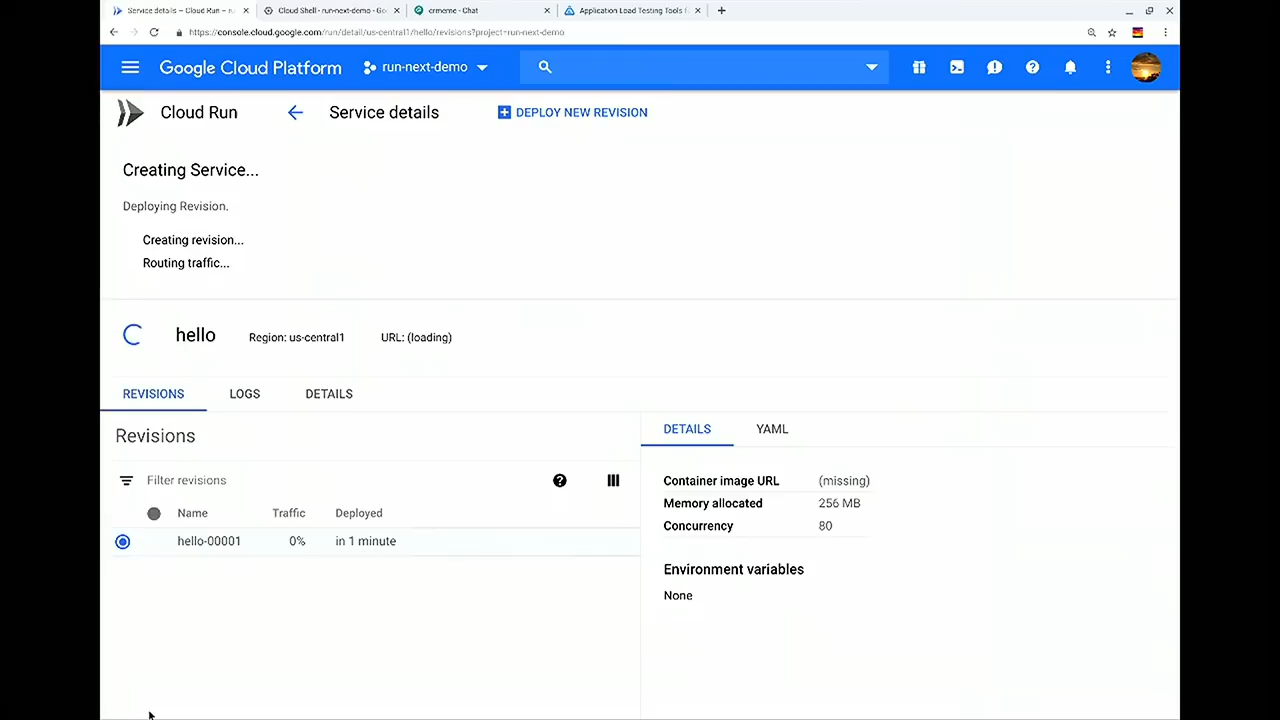 Service details – Cloud Run – run
Cloud Shell - run-next-demo - Go
crmeme - Chat
Application Load Testing Tools f
https://console.cloud.google.com/run/detail/us-central1/hello/revisions?project=run-next-demo
Google Cloud Platform
run-next-demo
Cloud Run
Service details
DEPLOY NEW REVISION
Creating Service...
Deploying Revision.
Creating revision...
Routing traffic...
hello
Region: us-central1
URL: (loading)
REVISIONS
LOGS
DETAILS
Revisions
Filter revisions
Name
Traffic
Deployed
hello-00001
0%
in 1 minute
DETAILS
YAML
Container image URL
(missing)
Memory allocated
256 MB
Concurrency
80
Environment variables
None